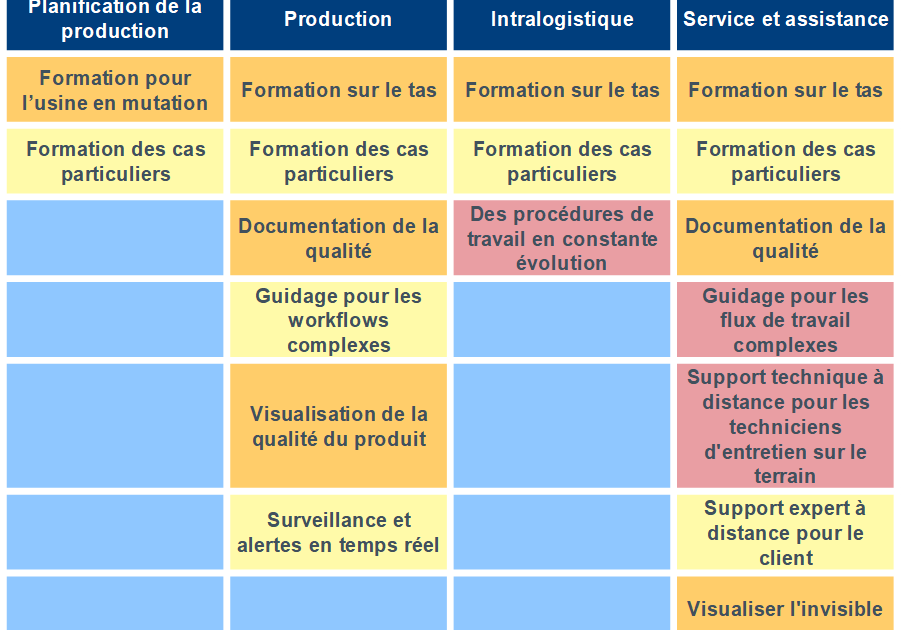 Planification de la
production
Production
Intralogistique
Service et assistance
Formation pour
l’usine en mutation
Formation sur le tas
Formation sur le tas
Formation sur le tas
Formation des cas
particuliers
Formation des cas
particuliers
Formation des cas
particuliers
Formation des cas
particuliers
Documentation de la
qualité
Des procédures de
travail en constante
évolution
Documentation de la
qualité
Guidage pour les
workflows
complexes
Guidage pour les
flux de travail
complexes
Visualisation de la
qualité du produit
Support technique à
distance pour les
techniciens
d'entretien sur le
terrain
Surveillance et
alertes en temps réel
Support expert à
distance pour le
client
Visualiser l'invisible